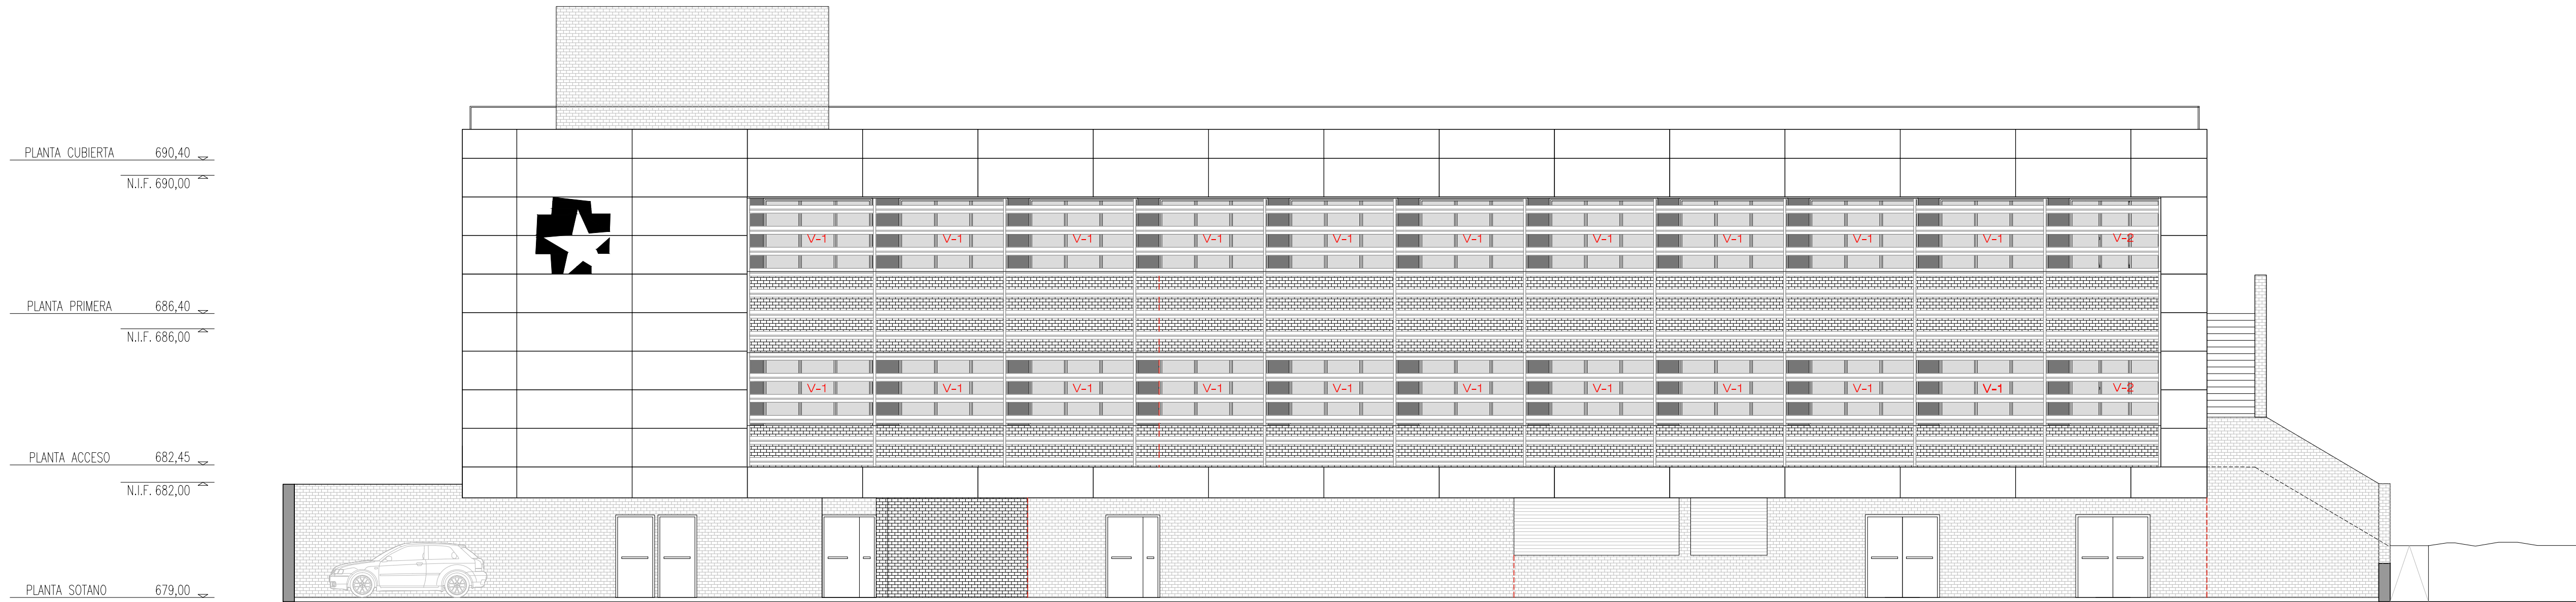 PLANTA CUBIERTA 690,40
N.I.F. 690,00
V-1 V-1 V-1 V-1 V-1 V-1 V-1 V-1 V-1 V-1 V-2
PLANTA PRIMERA 686,40
N.I.F. 686,00
V-1 V-1 V-1 V-1 V-1 V-1 V-1 V-1 V-1 V-1 V-2
PLANTA ACCESO 682,45
N.I.F. 682,00
PLANTA SOTANO 679,00